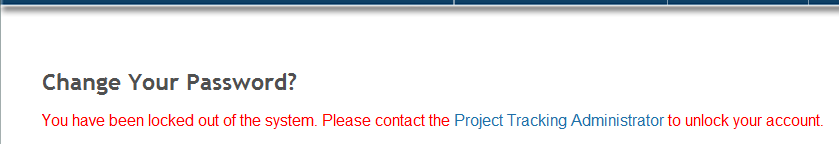 Change Your Password?
You have been locked out of the system. Please contact the Project Tracking Administrator to unlock your account.